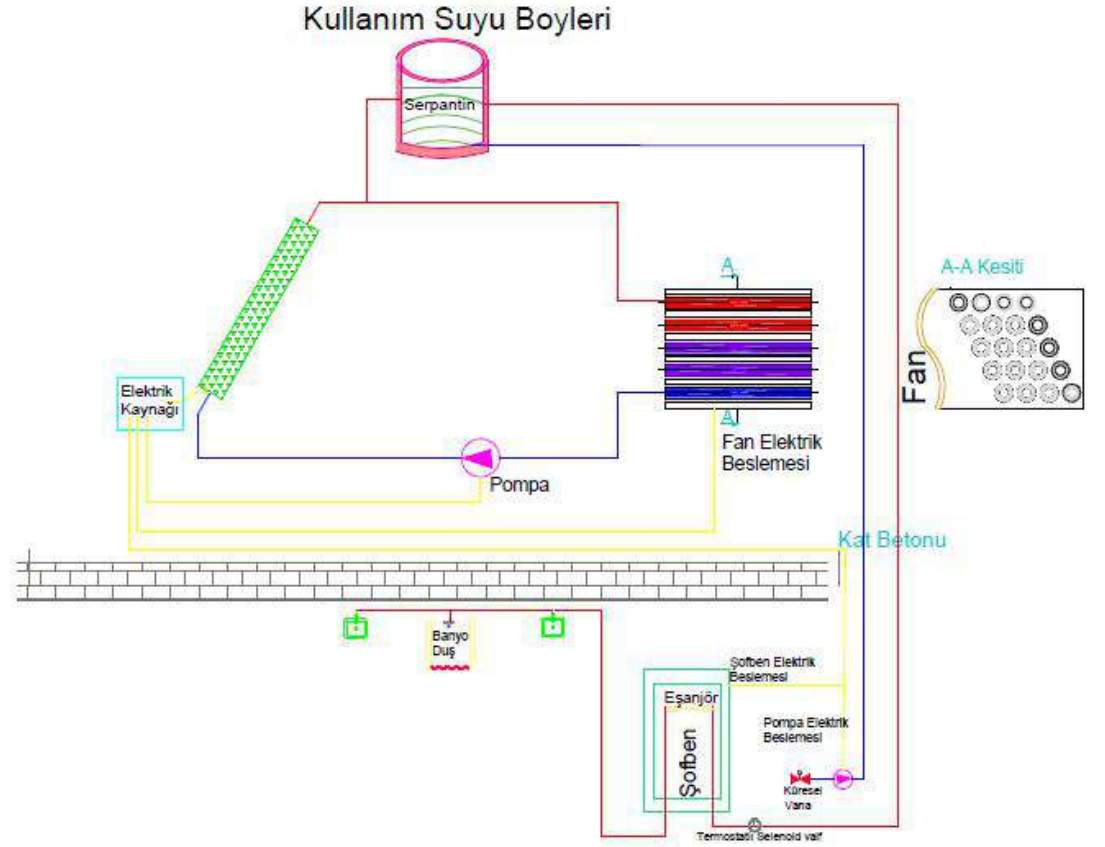 Kullanım Suyu Boyleri
Serpantin
A
A-A Kesiti
Fan
Elektrik
Kaynağı
A
Fan Elektrik
Beslemesi
Pompa
Kat Betonu
Banyo
Duş
Şofben Elektrik
Beslemesi
Eşanjör
Şofben
Pompa Elektrik
Beslemesi
Küresel
Vana
Termostatlı Selenoid valf